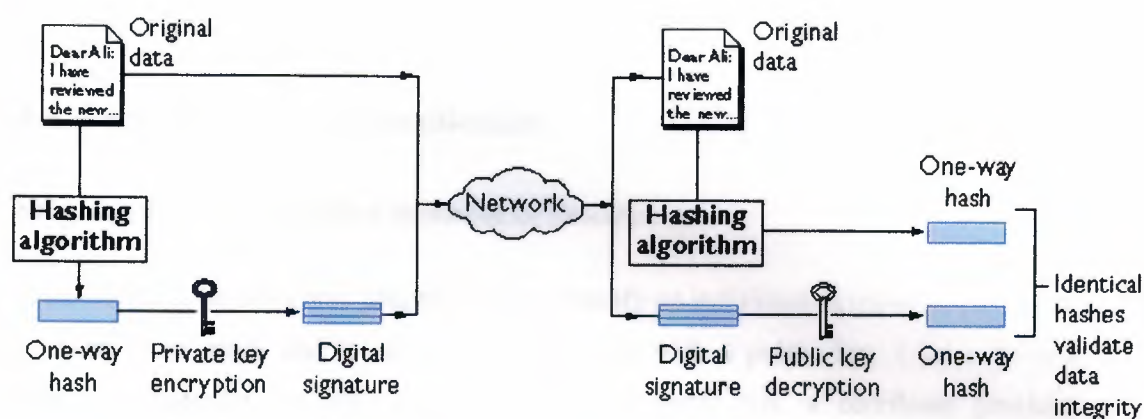 Original
data
Dear Ali:
I have
reviewed
the new...
Hashing
algorithm
One-way
hash
Private key
encryption
Digital
signature
Network
Original
data
Dear Ali:
I have
reviewed
the new...
Hashing
algorithm
One-way
hash
Digital
signature
Public key
decryption
One-way
hash
Identical
hashes
validate
data
integrity